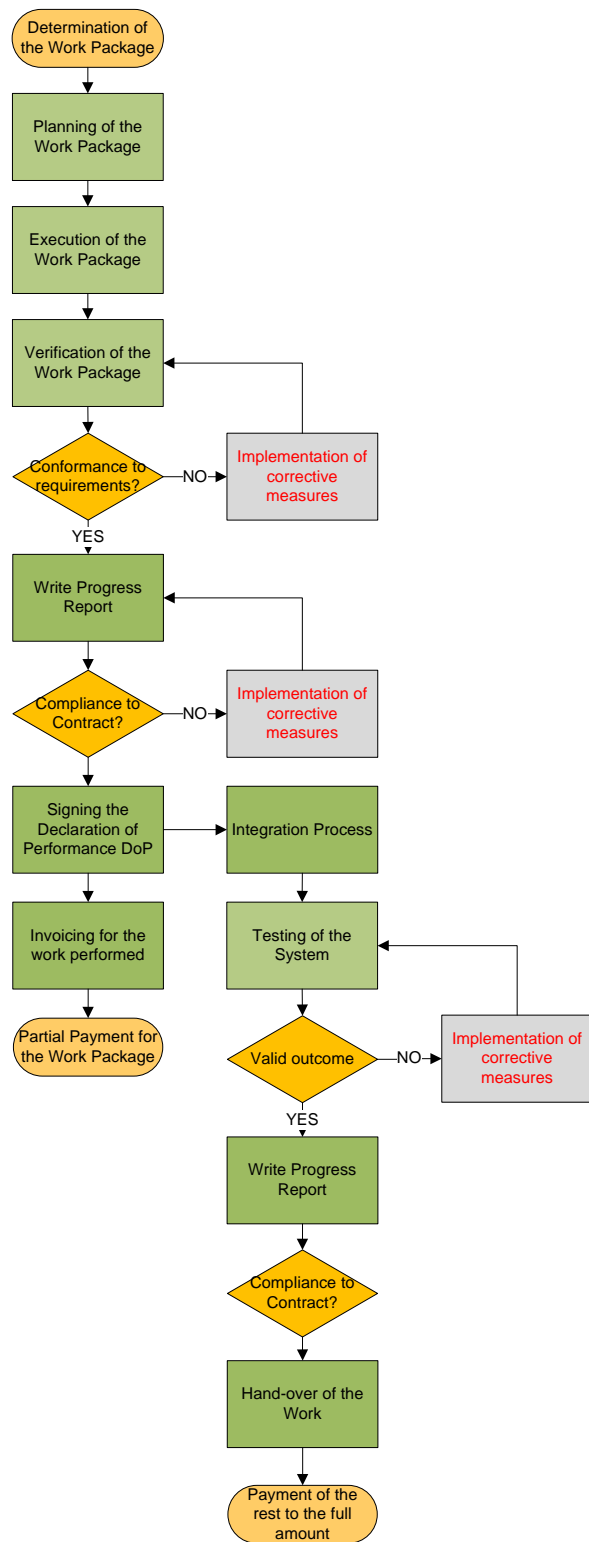 Determination of
the Work Package
Planning of the
Work Package
Execution of the
Work Package
Verification of the
Work Package
Conformance to
requirements?
NO
Implementation of
corrective
measures
YES
Write Progress
Report
Compliance to
Contract?
NO
Implementation of
corrective
measures
Signing the
Declaration of
Performance DoP
Integration Process
Invoicing for the
work performed
Testing of the
System
Partial Payment for
the Work Package
Valid outcome
NO
Implementation of
corrective
measures
YES
Write Progress
Report
Compliance to
Contract?
Hand-over of the
Work
Payment of the
rest to the full
amount